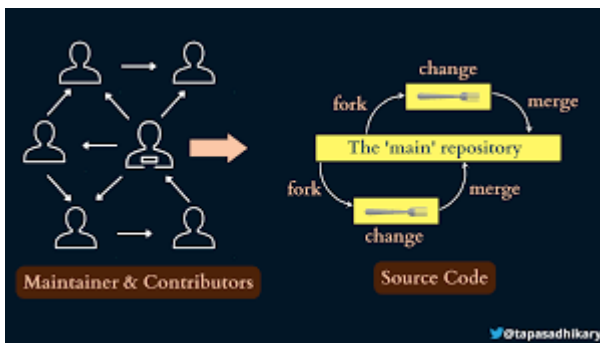 change
fork
merge
The 'main' repository
fork
merge
change
Maintainer & Contributors
Source Code
@tapasadhikary